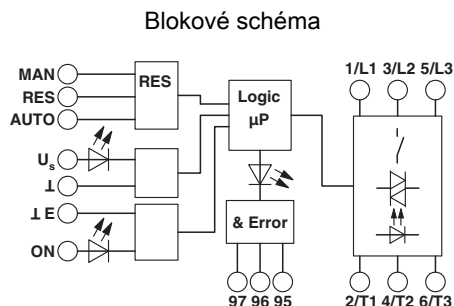 Blokové schéma
1/L1 3/L2 5/L3
MAN
RES
RES
AUTO
Logic
µP
Us
⊥
⊥ E
ON
& Error
97 96 95
2/T1 4/T2 6/T3